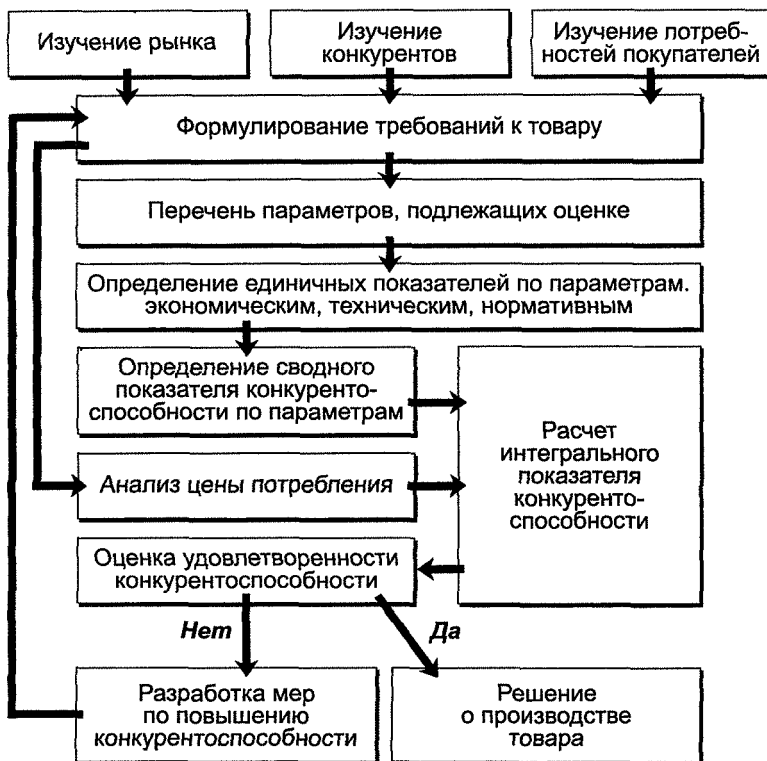 Изучение рынка
Изучение
конкурентов
Изучение потреб-
ностей покупателей
Формулирование требований к товару
Перечень параметров, подлежащих оценке
Определение единичных показателей по параметрам.
экономическим, техническим, нормативным
Определение сводного
показателя конкуренто-
способности по параметрам
Расчет
интегрального
показателя
конкуренто-
способности
Анализ цены потребления
Оценка удовлетворенности
конкурентоспособности
Нет
Да
Разработка мер
по повышению
конкурентоспособности
Решение
о производстве
товара